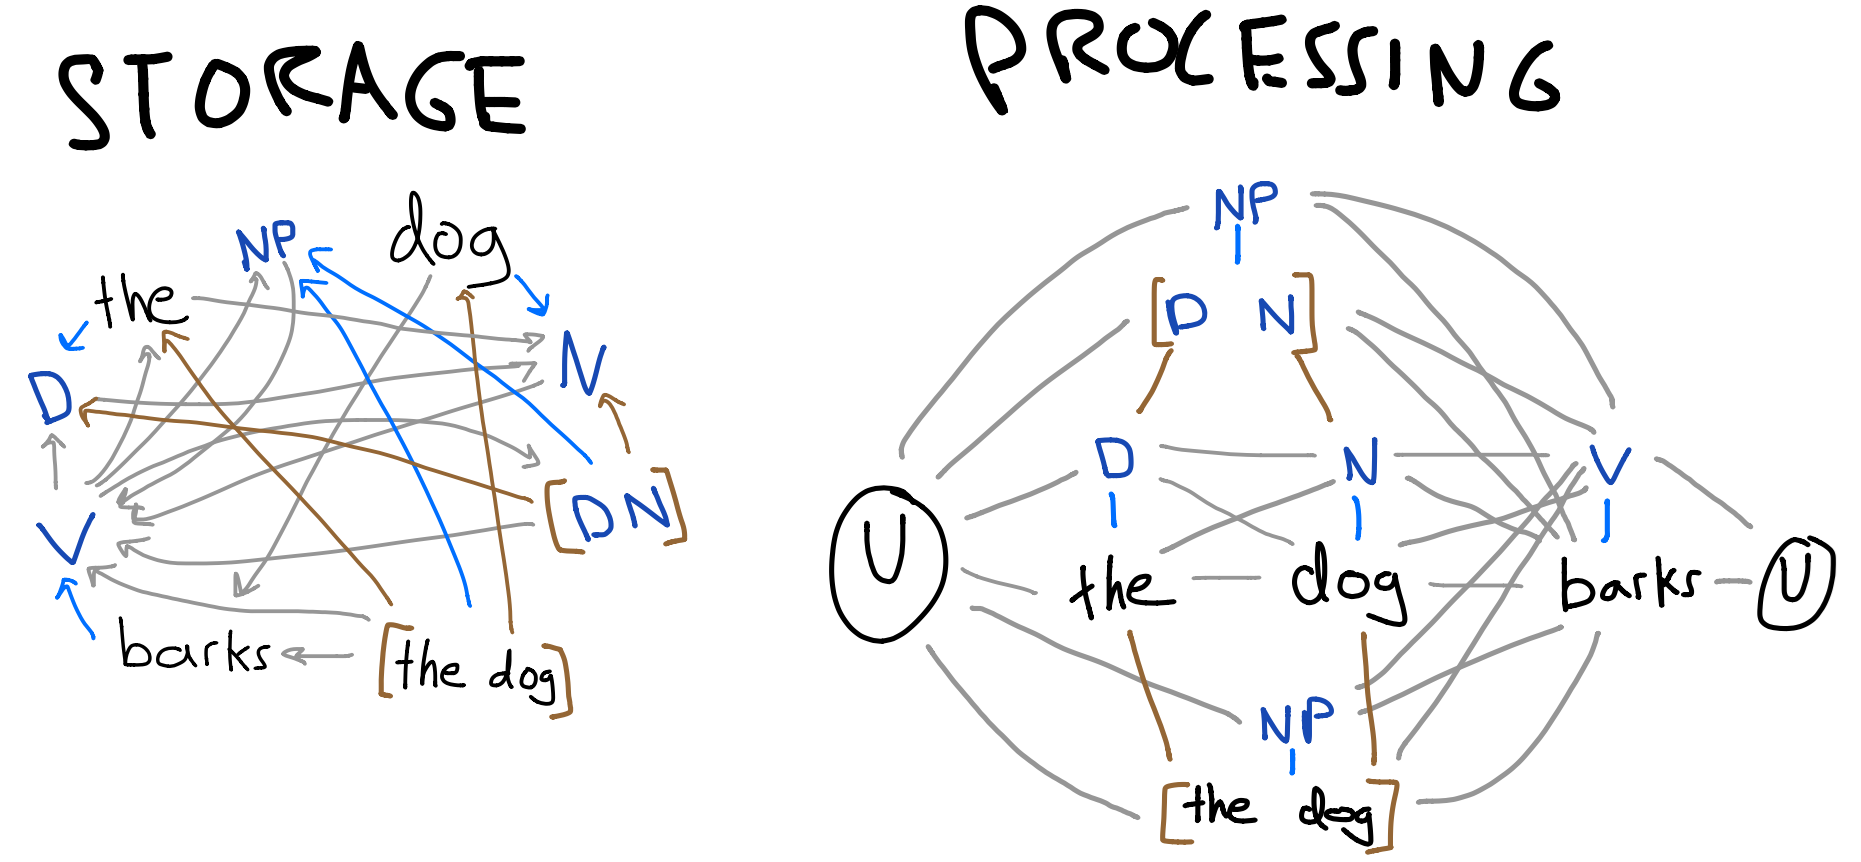 STORAGE
NP dog
the
D N
V [D N]
barks [the dog]
PROCESSING
NP
[D N]
D N V
U the dog barks U
NP
[the dog]